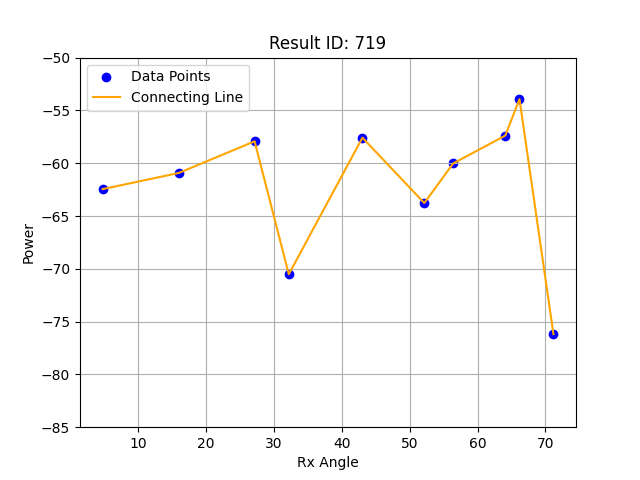 Result ID: 719
Data Points
Connecting Line
Power
−50
−55
−60
−65
−70
−75
−80
−85
10 20 30 40 50 60 70
Rx Angle